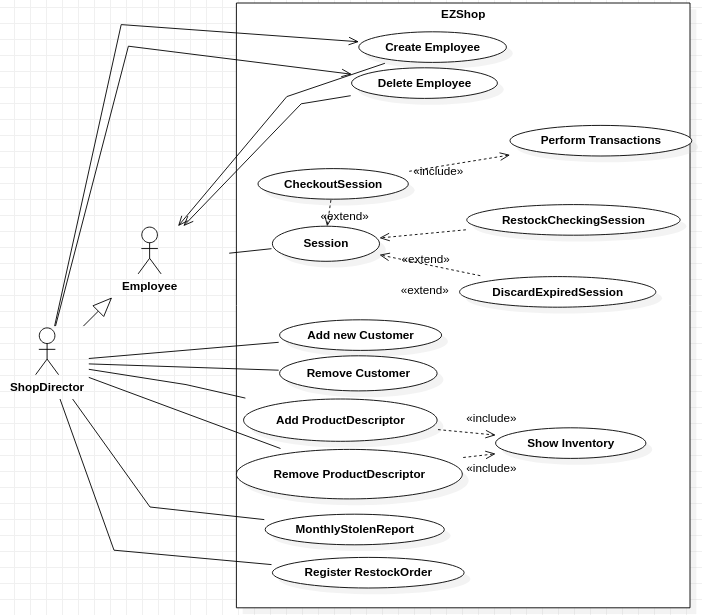 EZShop
Create Employee
Delete Employee
Perform Transactions
«include»
CheckoutSession
«extend»
RestockCheckingSession
Session
«extend»
Employee
«extend»
DiscardExpiredSession
Add new Customer
Remove Customer
ShopDirector
Add ProductDescriptor
«include»
Show Inventory
«include»
Remove ProductDescriptor
MonthlyStolenReport
Register RestockOrder